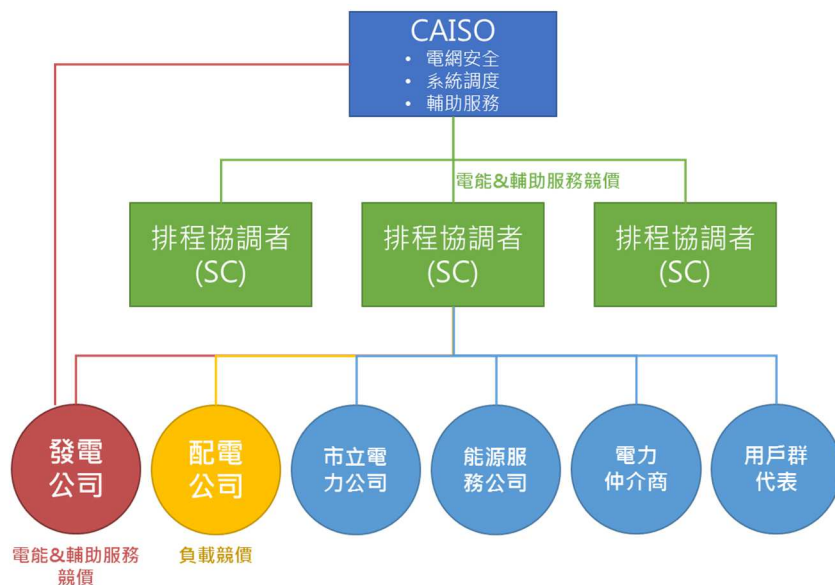 CAISO
• 電網安全
• 系統調度
• 輔助服務
電能&輔助服務競價
排程協調者
(SC)
排程協調者
(SC)
排程協調者
(SC)
發電
公司
配電
公司
市立電
力公司
能源服
務公司
電力
仲介商
用戶群
代表
電能&輔助服務
競價
負載競價